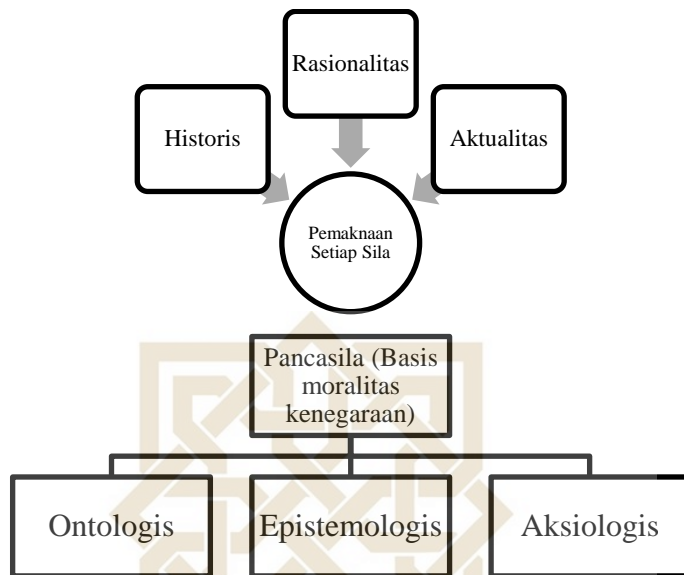 Rasionalitas
Historis
Aktualitas
Pemaknaan
Setiap Sila
Pancasila (Basis
moralitas
kenegaraan)
Ontologis
Epistemologis
Aksiologis